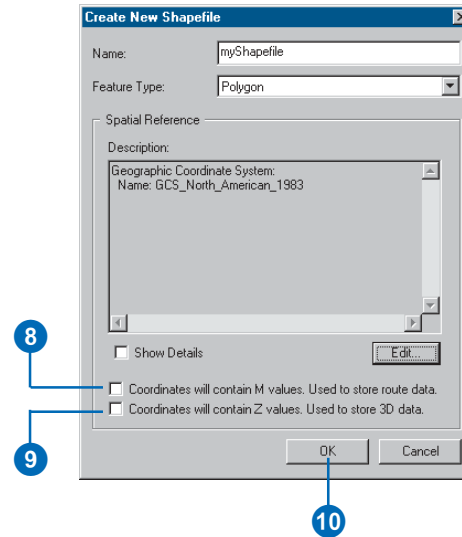 Create New Shapefile
Name: myShapefile
Feature Type: Polygon
Spatial Reference
Description:
Geographic Coordinate System:
Name: GCS_North_American_1983
Show Details
Edit...
8
Coordinates will contain M values. Used to store route data.
9
Coordinates will contain Z values. Used to store 3D data.
OK
Cancel
10